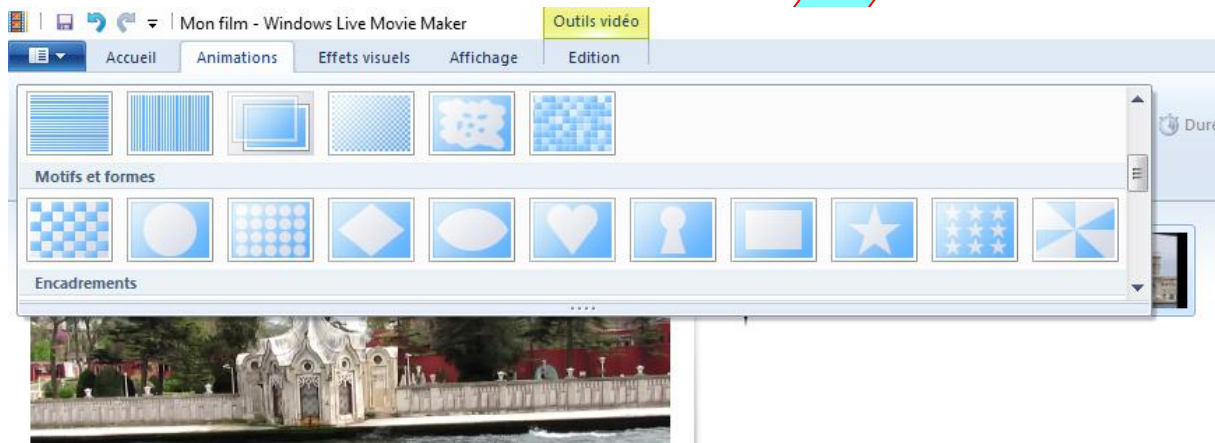 Mon film - Windows Live Movie Maker
Outils vidéo
Accueil Animations Effets visuels Affichage Edition
Motifs et formes
Encadrements